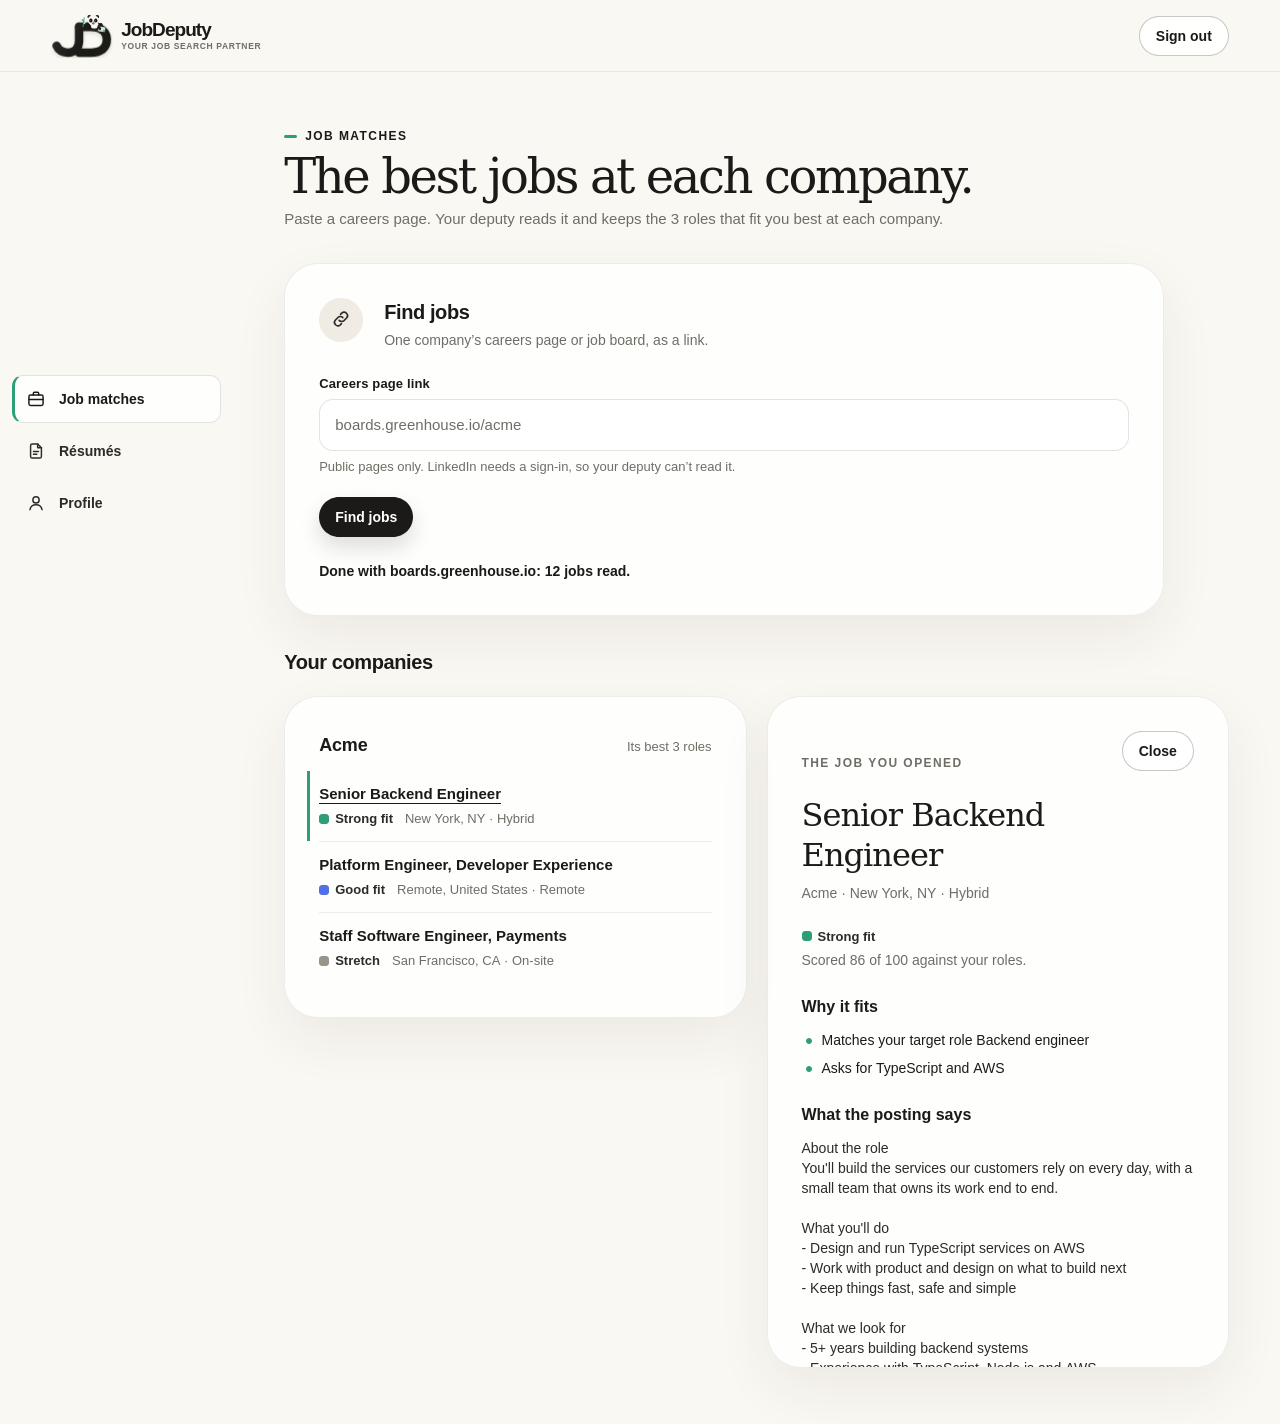 JobDeputy
YOUR JOB SEARCH PARTNER
Sign out
JOB MATCHES
The best jobs at each company.
Paste a careers page. Your deputy reads it and keeps the 3 roles that fit you best at each company.
Job matches
Résumés
Profile
Find jobs
One company’s careers page or job board, as a link.
Careers page link
boards.greenhouse.io/acme
Public pages only. LinkedIn needs a sign-in, so your deputy can’t read it.
Find jobs
Done with boards.greenhouse.io: 12 jobs read.
Your companies
Acme
Its best 3 roles
Senior Backend Engineer
Strong fit New York, NY · Hybrid
Platform Engineer, Developer Experience
Good fit Remote, United States · Remote
Staff Software Engineer, Payments
Stretch San Francisco, CA · On-site
Close
THE JOB YOU OPENED
Senior Backend
Engineer
Acme · New York, NY · Hybrid
Strong fit
Scored 86 of 100 against your roles.
Why it fits
Matches your target role Backend engineer
Asks for TypeScript and AWS
What the posting says
About the role
You'll build the services our customers rely on every day, with a
small team that owns its work end to end.
What you'll do
- Design and run TypeScript services on AWS
- Work with product and design on what to build next
- Keep things fast, safe and simple
What we look for
- 5+ years building backend systems
- Experience with TypeScript, Node.js and AWS